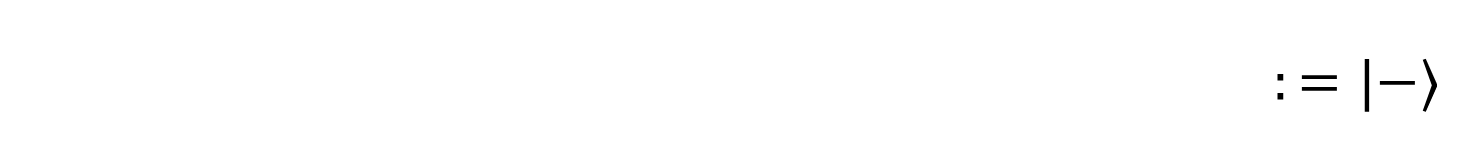 := |−⟩